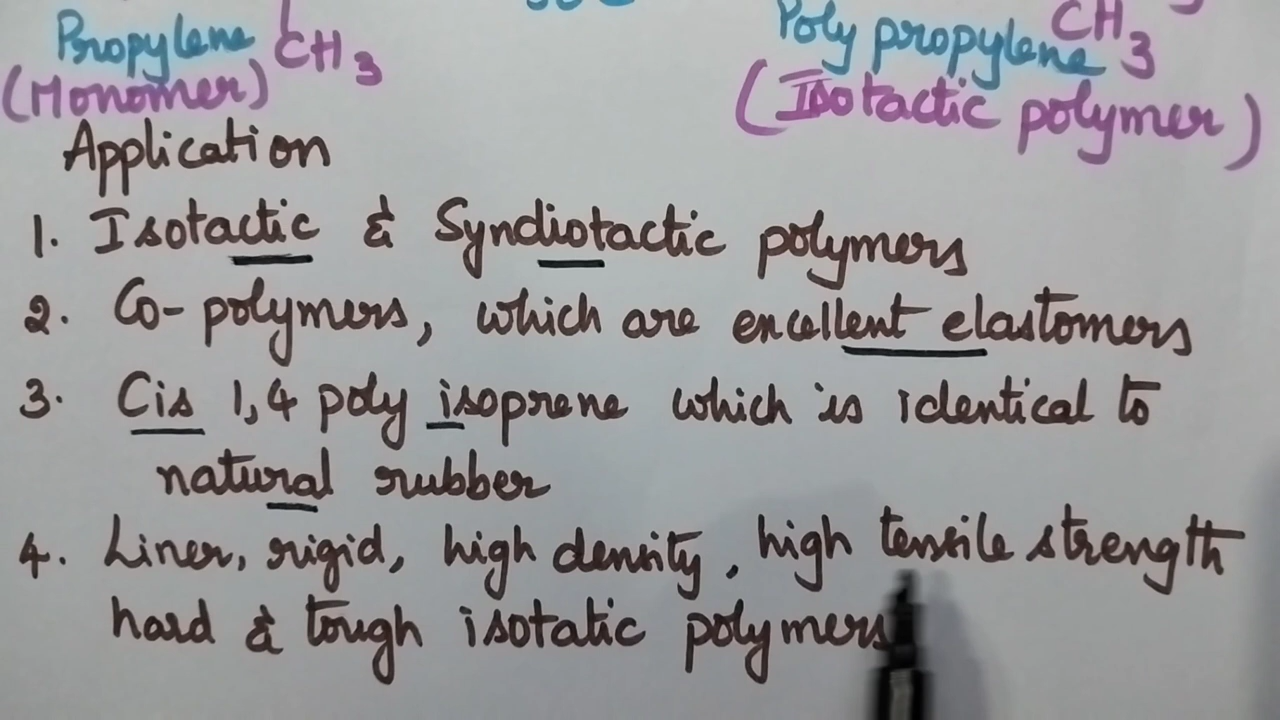 Propylene CH3 Poly propylene CH3
(Monomer) (Isotactic polymer)
Application
1. Isotactic & Syndiotactic polymers
2. Co-polymers, which are excellent elastomers
3. Cis 1,4 poly isoprene which is identical to
natural rubber
4. Liner, rigid, high density, high tensile strength
hard & tough isotatic polymers